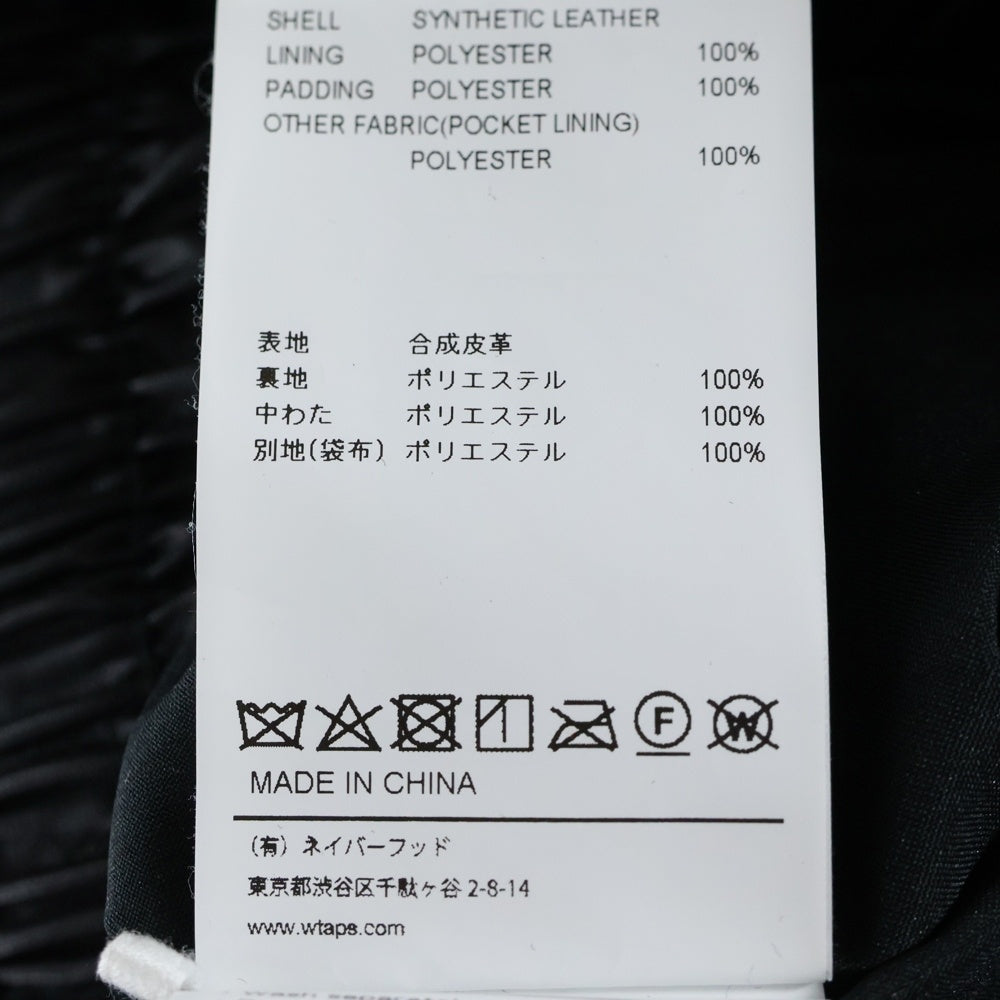 SHELL SYNTHETIC LEATHER
LINING POLYESTER 100%
PADDING POLYESTER 100%
OTHER FABRIC(POCKET LINING)
POLYESTER 100%
表地 合成皮革
裏地 ポリエステル 100%
中わた ポリエステル 100%
別地(袋布) ポリエステル 100%
F W
MADE IN CHINA
(有) ネイバーフッド
東京都渋谷区千駄ヶ谷 2-8-14
www.wtaps.com